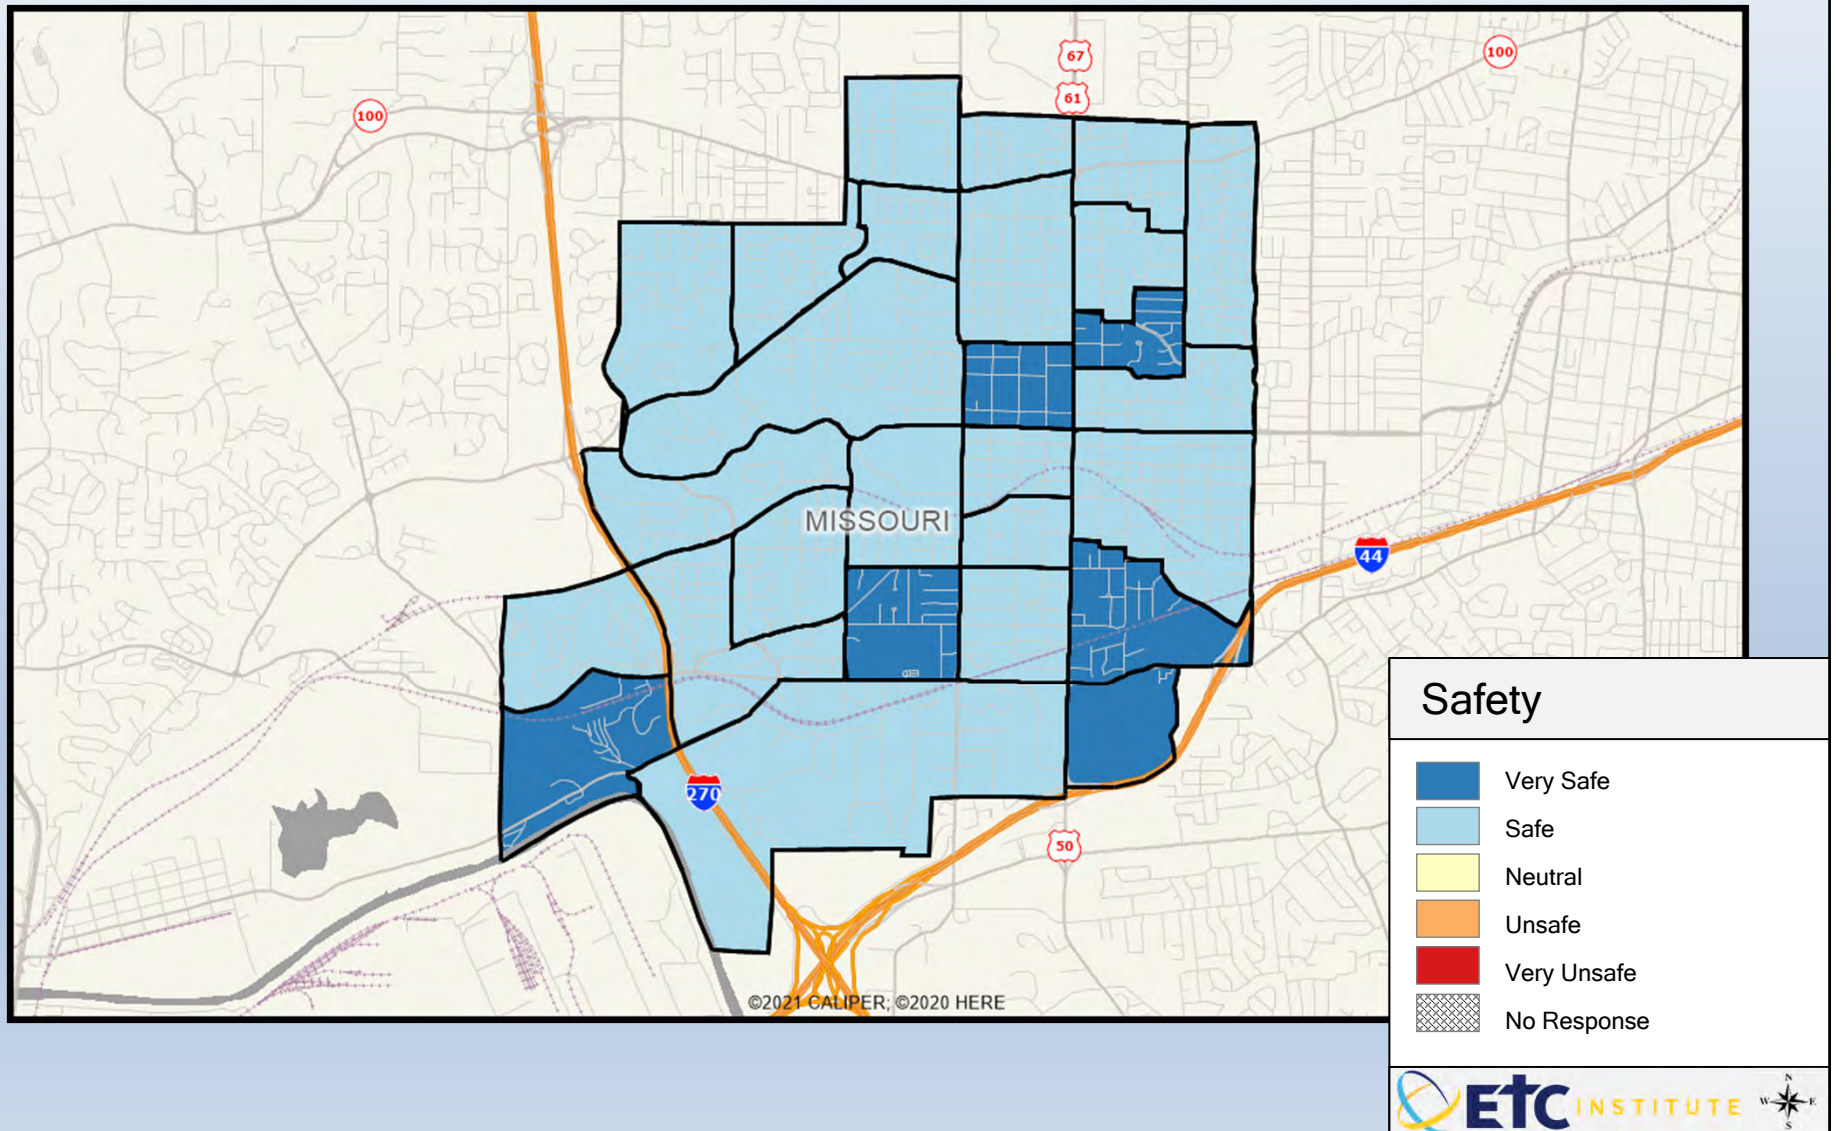 67
100
61
100
MISSOURI
44
270
50
©2021 CALIPER; ©2020 HERE
Safety
Very Safe
Safe
Neutral
Unsafe
Very Unsafe
No Response
ETC INSTITUTE
N
W E
S